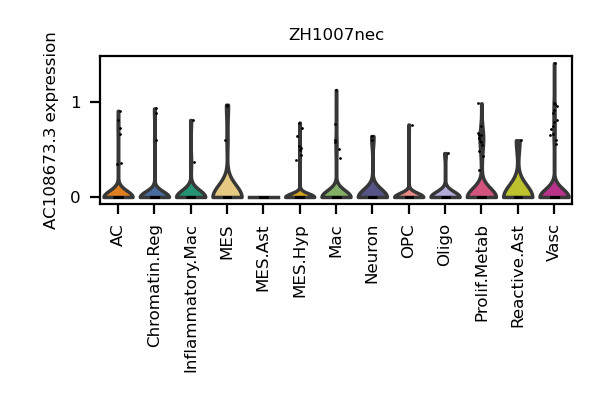 ZH1007nec
AC108673.3 expression
1
0
AC
Chromatin.Reg
Inflammatory.Mac
MES
MES.Ast
MES.Hyp
Mac
Neuron
OPC
Oligo
Prolif.Metab
Reactive.Ast
Vasc